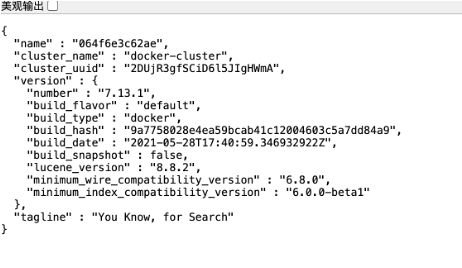 美观输出
{
  "name" : "064f6e3c62ae",
  "cluster_name" : "docker-cluster",
  "cluster_uuid" : "2DUjR3gfSCiD6l5JIgHWmA",
  "version" : {
    "number" : "7.13.1",
    "build_flavor" : "default",
    "build_type" : "docker",
    "build_hash" : "9a7758028e4ea59bcab41c12004603c5a7dd84a9",
    "build_date" : "2021-05-28T17:40:59.346932922Z",
    "build_snapshot" : false,
    "lucene_version" : "8.8.2",
    "minimum_wire_compatibility_version" : "6.8.0",
    "minimum_index_compatibility_version" : "6.0.0-beta1"
  },
  "tagline" : "You Know, for Search"
}